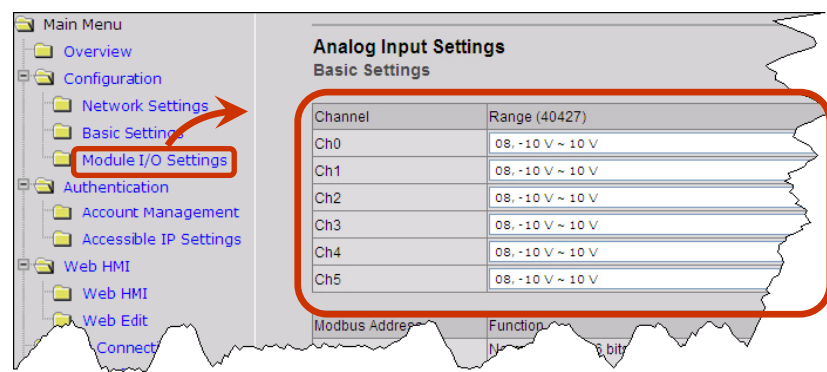 Main Menu
Overview
Configuration
Network Settings
Basic Settings
Module I/O Settings
Authentication
Account Management
Accessible IP Settings
Web HMI
Web HMI
Web Edit
Analog Input Settings
Basic Settings
Channel Range (40427)
Ch0 08, -10 V ~ 10 V
Ch1 08, -10 V ~ 10 V
Ch2 08, -10 V ~ 10 V
Ch3 08, -10 V ~ 10 V
Ch4 08, -10 V ~ 10 V
Ch5 08, -10 V ~ 10 V
Modbus Address Function